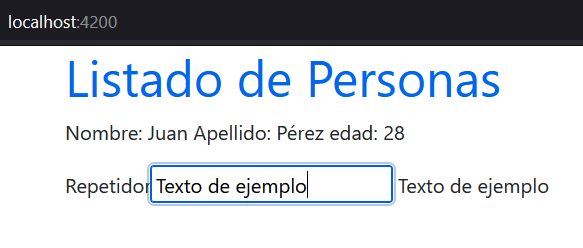 localhost:4200
Listado de Personas
Nombre: Juan Apellido: Pérez edad: 28
Repetidor Texto de ejemplo Texto de ejemplo